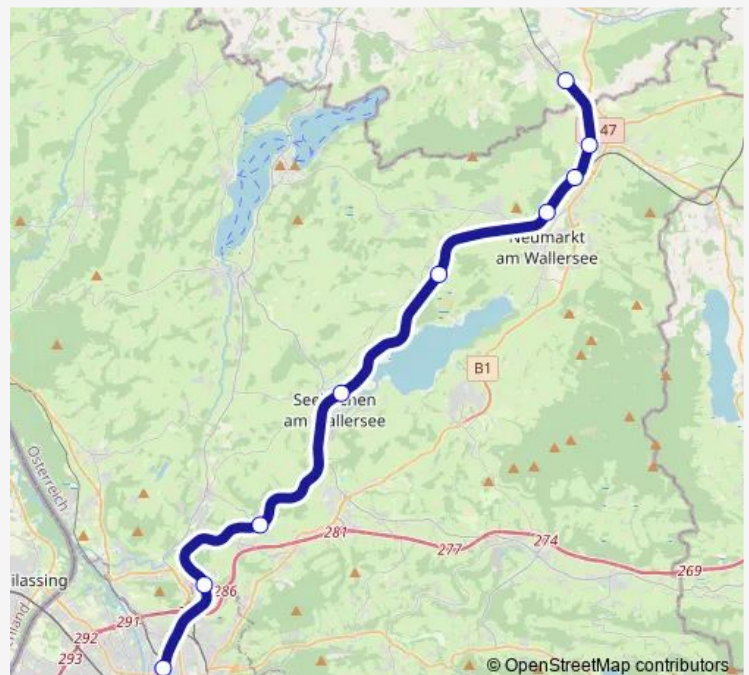 47
Neumarkt
am Wallersee
B1
am Wallersee
Österreich
281
277
274
269
ilassing
286
291
292
293
© OpenStreetMap contributors